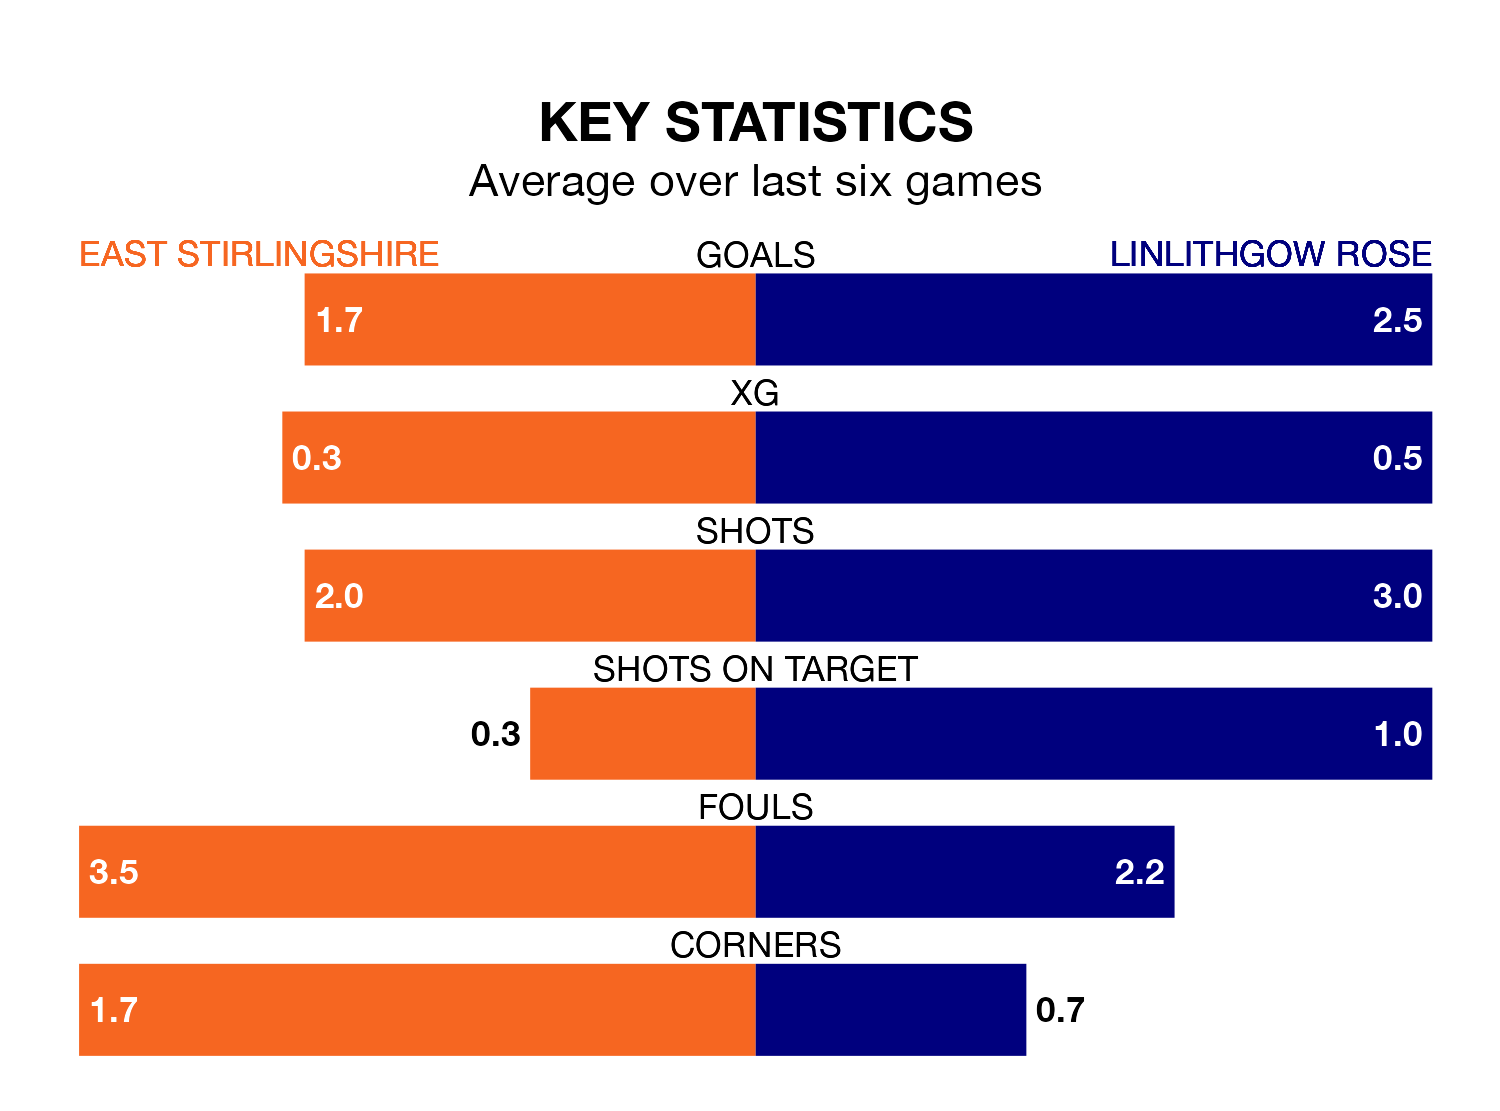 KEY STATISTICS
Average over last six games
EAST STIRLINGSHIRE GOALS LINLITHGOW ROSE
1.7 2.5
XG
0.3 0.5
SHOTS
2.0 3.0
SHOTS ON TARGET
0.3 1.0
FOULS
3.5 2.2
CORNERS
1.7 0.7